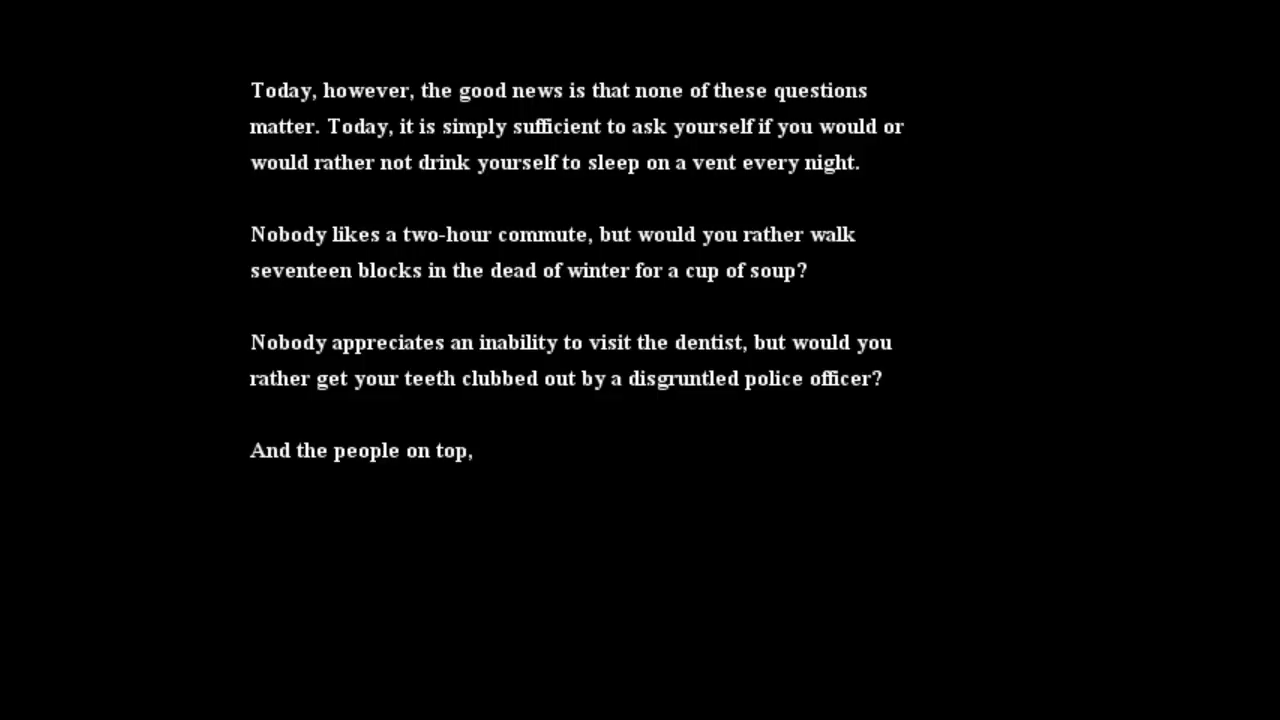 Today, however, the good news is that none of these questions
matter. Today, it is simply sufficient to ask yourself if you would or
would rather not drink yourself to sleep on a vent every night.
Nobody likes a two-hour commute, but would you rather walk
seventeen blocks in the dead of winter for a cup of soup?
Nobody appreciates an inability to visit the dentist, but would you
rather get your teeth clubbed out by a disgruntled police officer?
And the people on top,